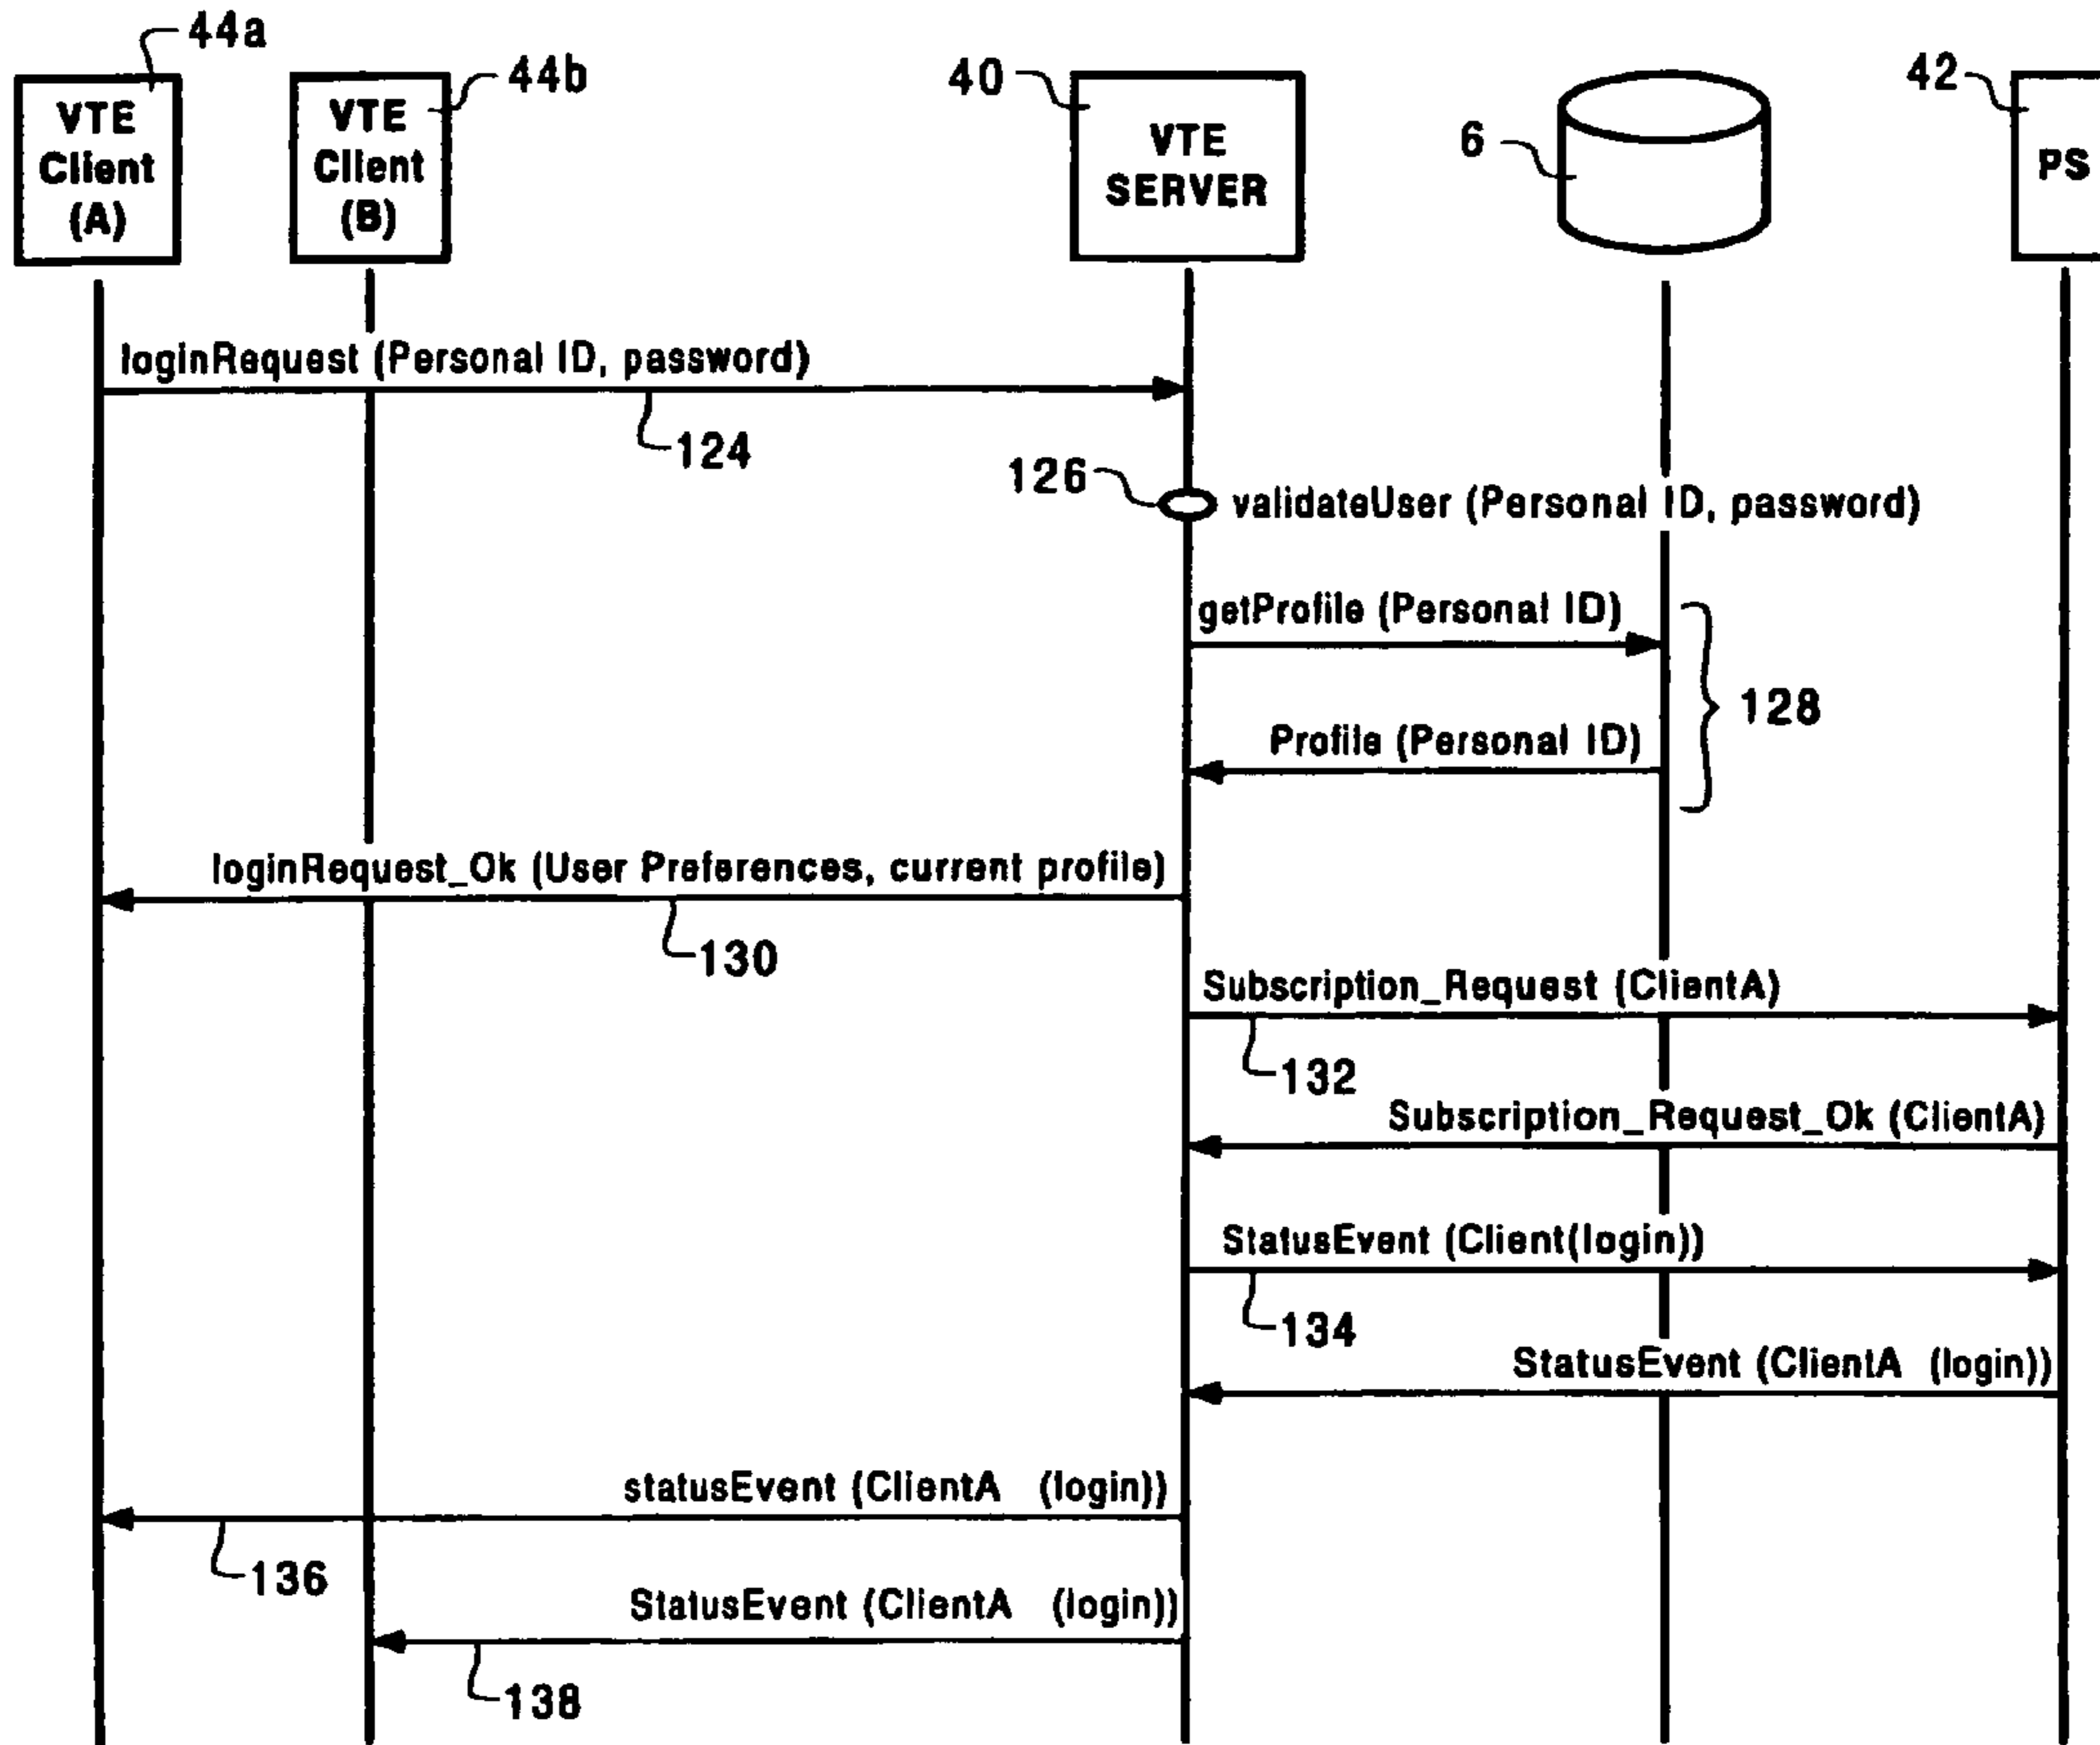 44a
44b
40
6
42
VTE
Client
(A)
VTE
Client
(B)
VTE
SERVER
PS
loginRequest (Personal ID, password)
124
126
validateUser (Personal ID, password)
getProfile (Personal ID)
128
Profile (Personal ID)
loginRequest_Ok (User Preferences, current profile)
130
Subscription_Request (ClientA)
132
Subscription_Request_Ok (ClientA)
StatusEvent (Client(login))
134
StatusEvent (ClientA (login))
statusEvent (ClientA (login))
136
StatusEvent (ClientA (login))
138